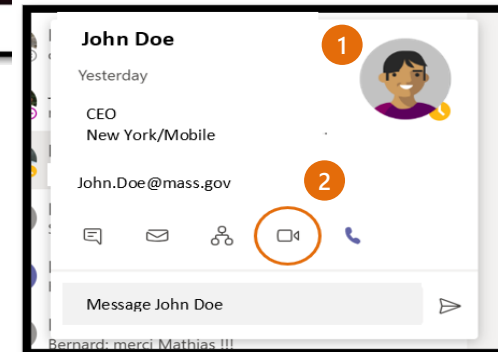 John Doe
1
Yesterday
CEO
New York/Mobile
John.Doe@mass.gov
2
Message John Doe
Bernard: merci Mathias !!!